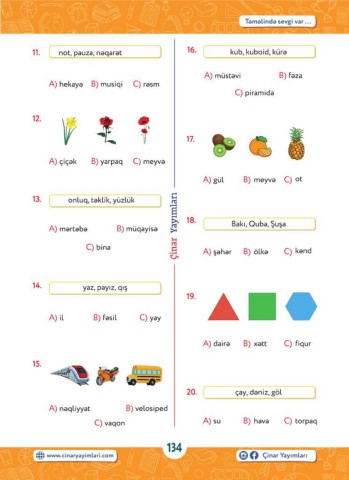 Təməlində sevgi var ...
11. not, pauza, nəqarət
A) hekayə B) musiqi C) rəsm
12.
A) çiçək B) yarpaq C) meyvə
13. onluq, təklik, yüzlük
A) mərtəbə B) müqayisə
C) bina
14. yaz, payız, qış
A) il B) fəsil C) yay
15.
A) nəqliyyat B) velosiped
C) vaqon
Çinar Yayımları
16. kub, kuboid, kürə
A) müstəvi B) fəza
C) piramida
17.
A) gül B) meyvə C) ot
18. Bakı, Quba, Şuşa
A) şəhər B) ölkə C) kənd
19.
A) dairə B) xətt C) fiqur
20. çay, dəniz, göl
A) su B) hava C) torpaq
www.cinaryayimlari.com
134
Çinar Yayımları